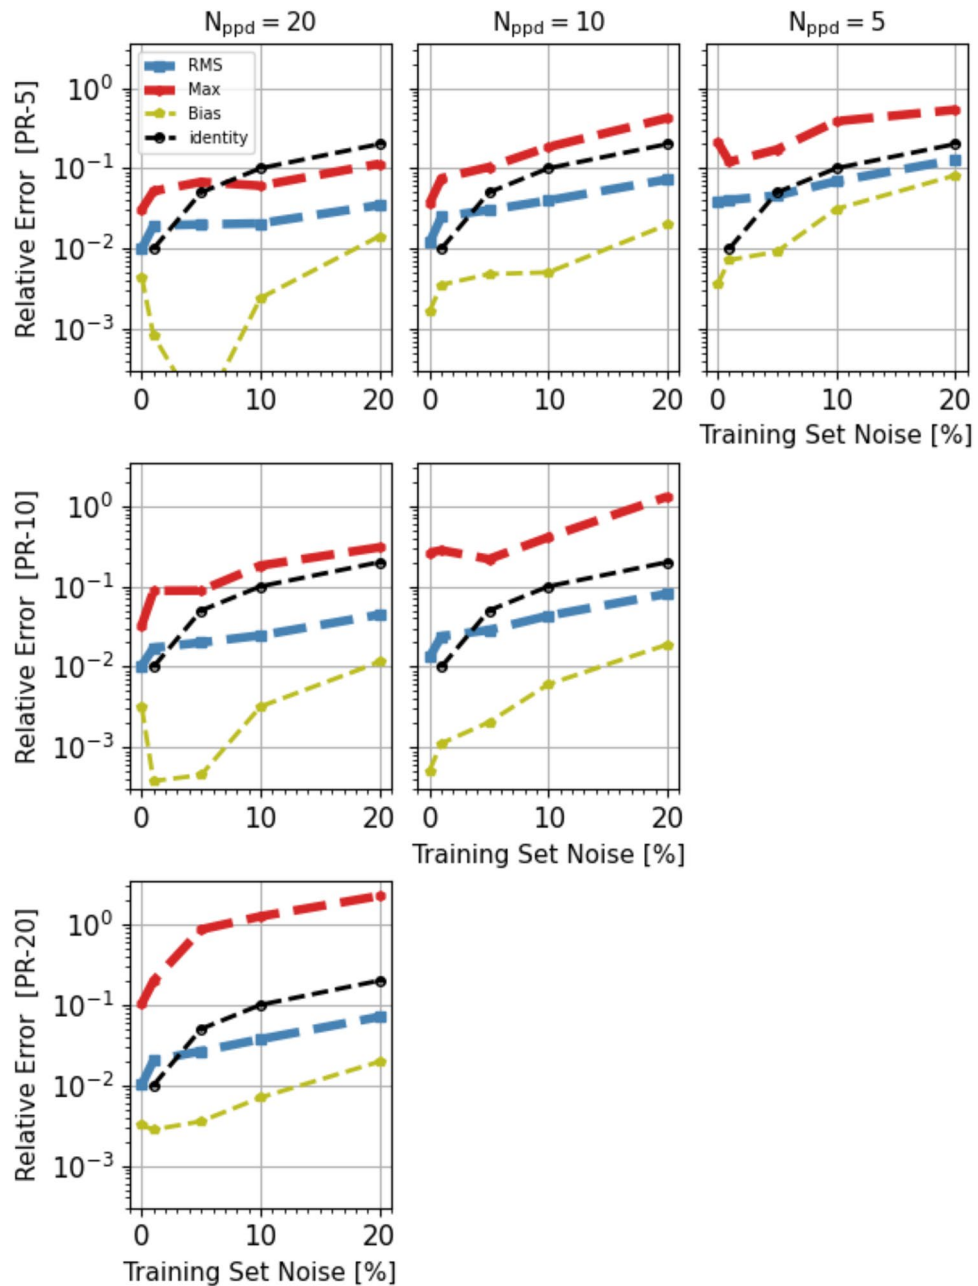 N_ppd = 20
N_ppd = 10
N_ppd = 5
Relative Error [PR-5]
10^0
10^-1
10^-2
10^-3
RMS
Max
Bias
identity
0 10 20
0 10 20
0 10 20
Training Set Noise [%]
Relative Error [PR-10]
10^0
10^-1
10^-2
10^-3
0 10 20
0 10 20
Training Set Noise [%]
Relative Error [PR-20]
10^0
10^-1
10^-2
10^-3
0 10 20
Training Set Noise [%]